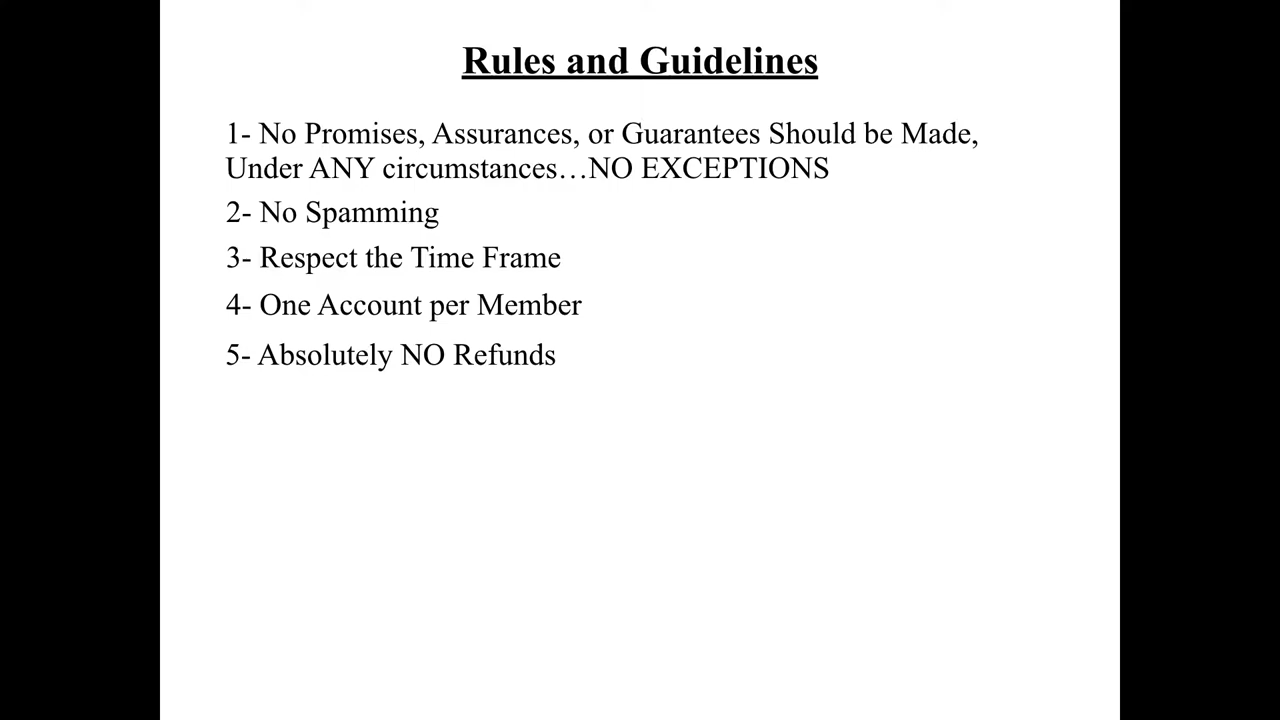 Rules and Guidelines
1- No Promises, Assurances, or Guarantees Should be Made,
Under ANY circumstances…NO EXCEPTIONS
2- No Spamming
3- Respect the Time Frame
4- One Account per Member
5- Absolutely NO Refunds